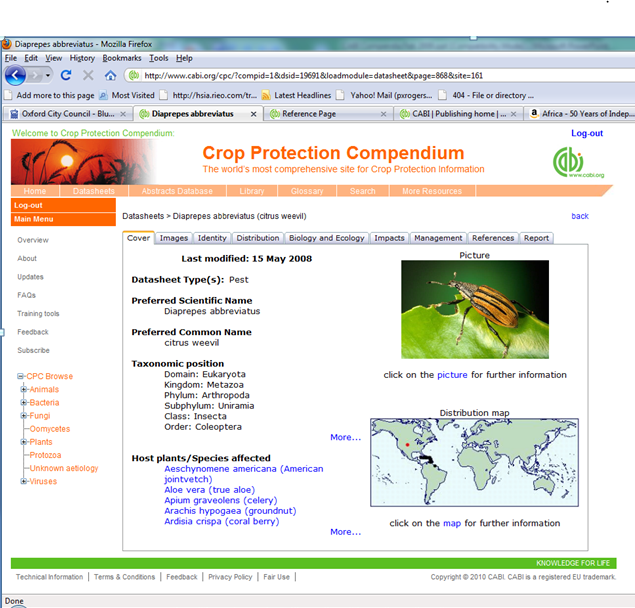 Diaprepes abbreviatus - Mozilla Firefox
File Edit View History Bookmarks Tools Help
http://www.cabi.org/cpc/?compid=1&dsid=19691&loadmodule=datasheet&page=868&site=161
Add more to this page Most Visited http://hsia.rieo.com/tr... Latest Headlines Yahoo! Mail (pxrogers... 404 - File or directory ...
Oxford City Council - Blu... Diaprepes abbreviatus Reference Page CABI | Publishing home | ... Africa - 50 Years of Indep...
Welcome to Crop Protection Compendium: Log-out
Crop Protection Compendium
The world's most comprehensive site for Crop Protection Information
cabi
www.cabi.org
Home Datasheets Abstracts Database Library Glossary Search More Resources
Log-out
Main Menu
Overview
About
Updates
FAQs
Training tools
Feedback
Subscribe
CPC Browse
Animals
Bacteria
Fungi
Oomycetes
Plants
Protozoa
Unknown aetiology
Viruses
Datasheets > Diaprepes abbreviatus (citrus weevil) back
Cover Images Identity Distribution Biology and Ecology Impacts Management References Report
Last modified: 15 May 2008
Datasheet Type(s): Pest
Preferred Scientific Name
Diaprepes abbreviatus
Preferred Common Name
citrus weevil
Taxonomic position
Domain: Eukaryota
Kingdom: Metazoa
Phylum: Arthropoda
Subphylum: Uniramia
Class: Insecta
Order: Coleoptera
More...
Host plants/Species affected
Aeschynomene americana (American
jointvetch)
Aloe vera (true aloe)
Apium graveolens (celery)
Arachis hypogaea (groundnut)
Ardisia crispa (coral berry)
More...
Picture
click on the picture for further information
Distribution map
click on the map for further information
KNOWLEDGE FOR LIFE
Technical Information | Terms & Conditions | Feedback | Privacy Policy | Fair Use | Copyright © 2010 CABI. CABI is a registered EU trademark.
Done